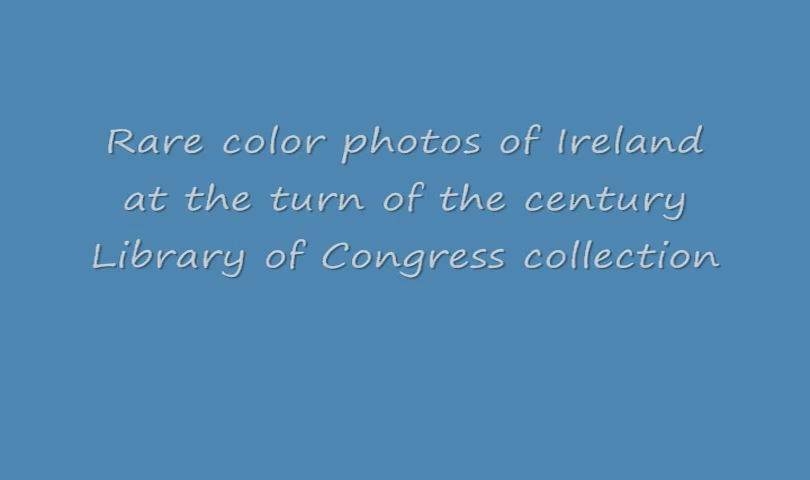 Rare color photos of Ireland
at the turn of the century
Library of Congress collection